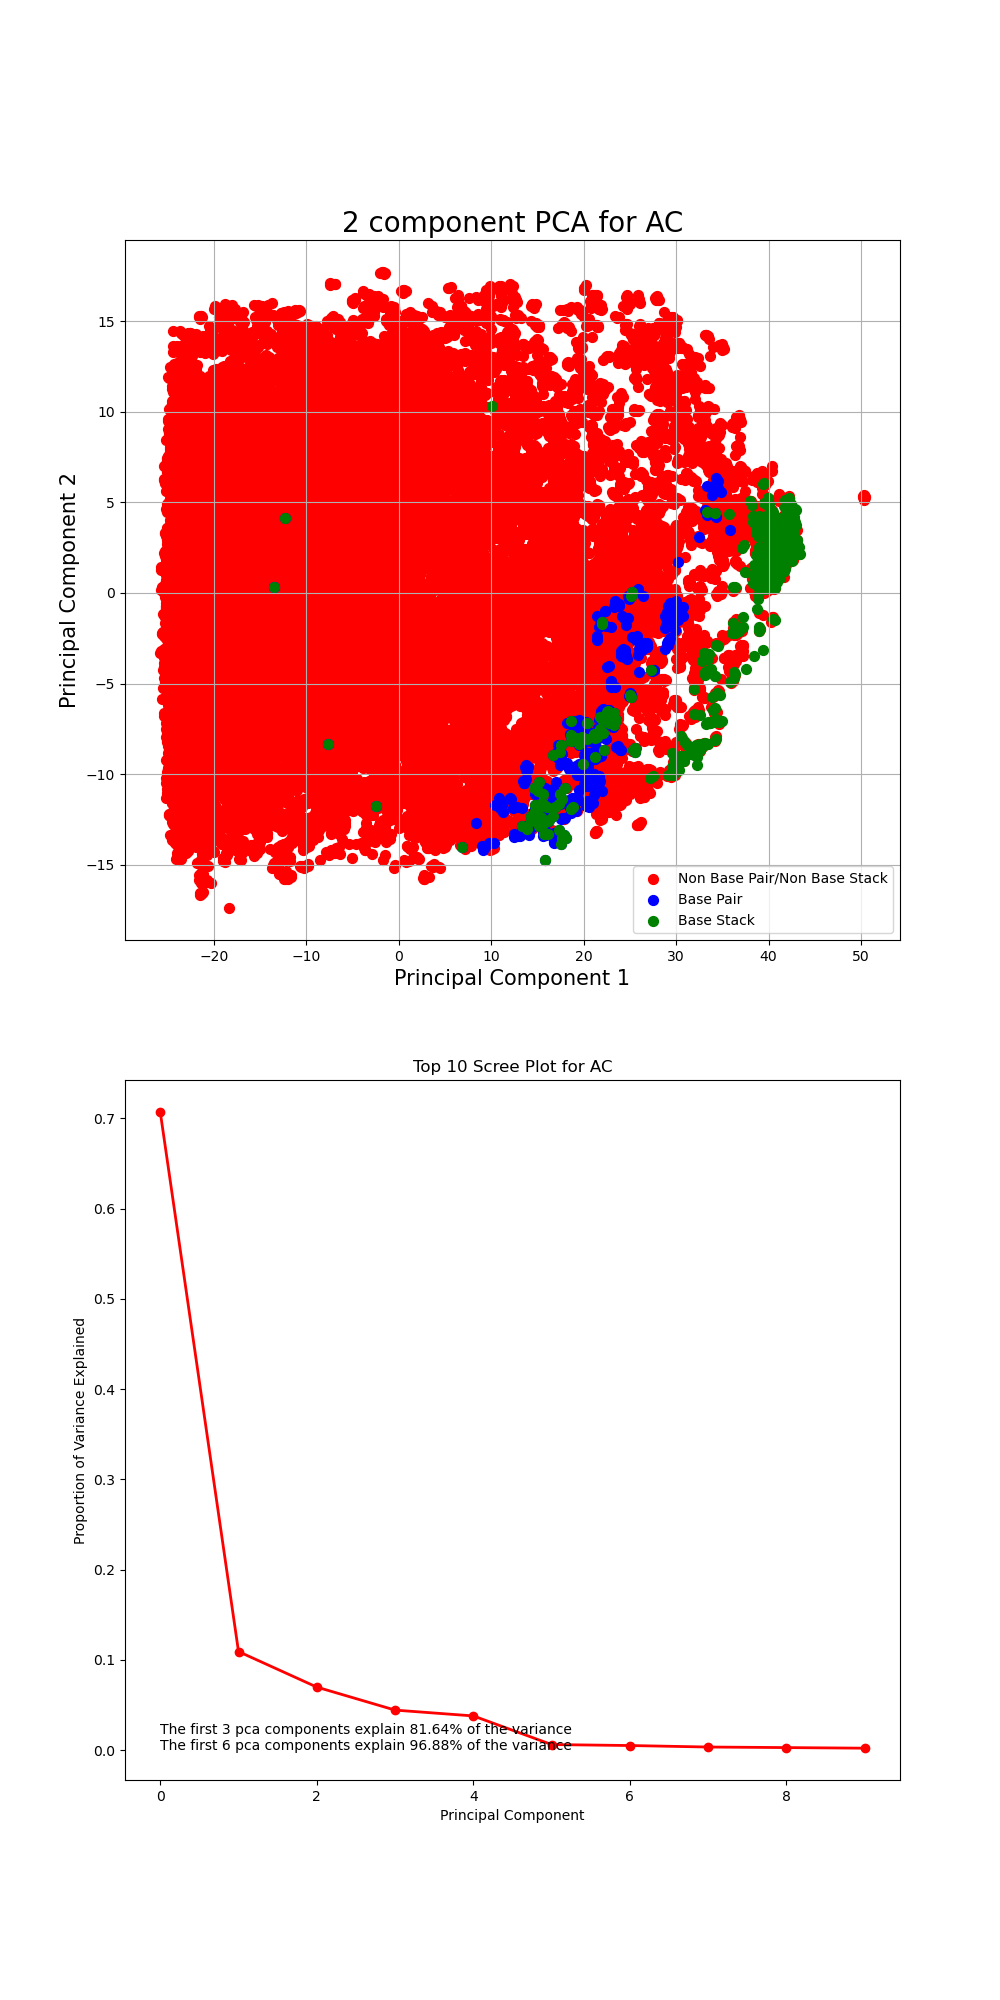 2 component PCA for AC
Principal Component 2
15
10
5
0
−5
−10
−15
Non Base Pair/Non Base Stack
Base Pair
Base Stack
−20 −10 0 10 20 30 40 50
Principal Component 1
Top 10 Scree Plot for AC
Proportion of Variance Explained
0.7
0.6
0.5
0.4
0.3
0.2
0.1
0.0
The first 3 pca components explain 81.64% of the variance
The first 6 pca components explain 96.88% of the variance
0 2 4 6 8
Principal Component